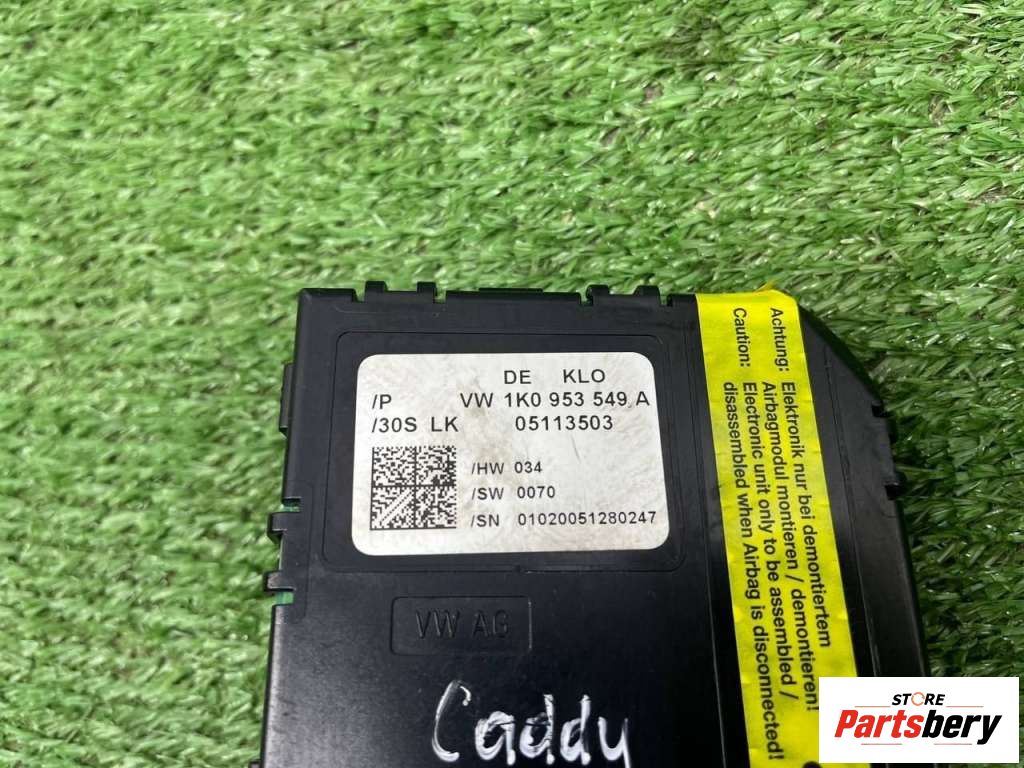 DE KLO
/P VW 1K0 953 549 A
/30S LK 05113503
/HW 034
/SW 0070
/SN 01020051280247
VW AG
Caddy
Achtung: Elektronik nur bei demontiertem
Airbagmodul montieren / demontieren!
Caution: Electronic unit only to be assembled /
disassembled when Airbag is disconnected!
STORE
Partsbery